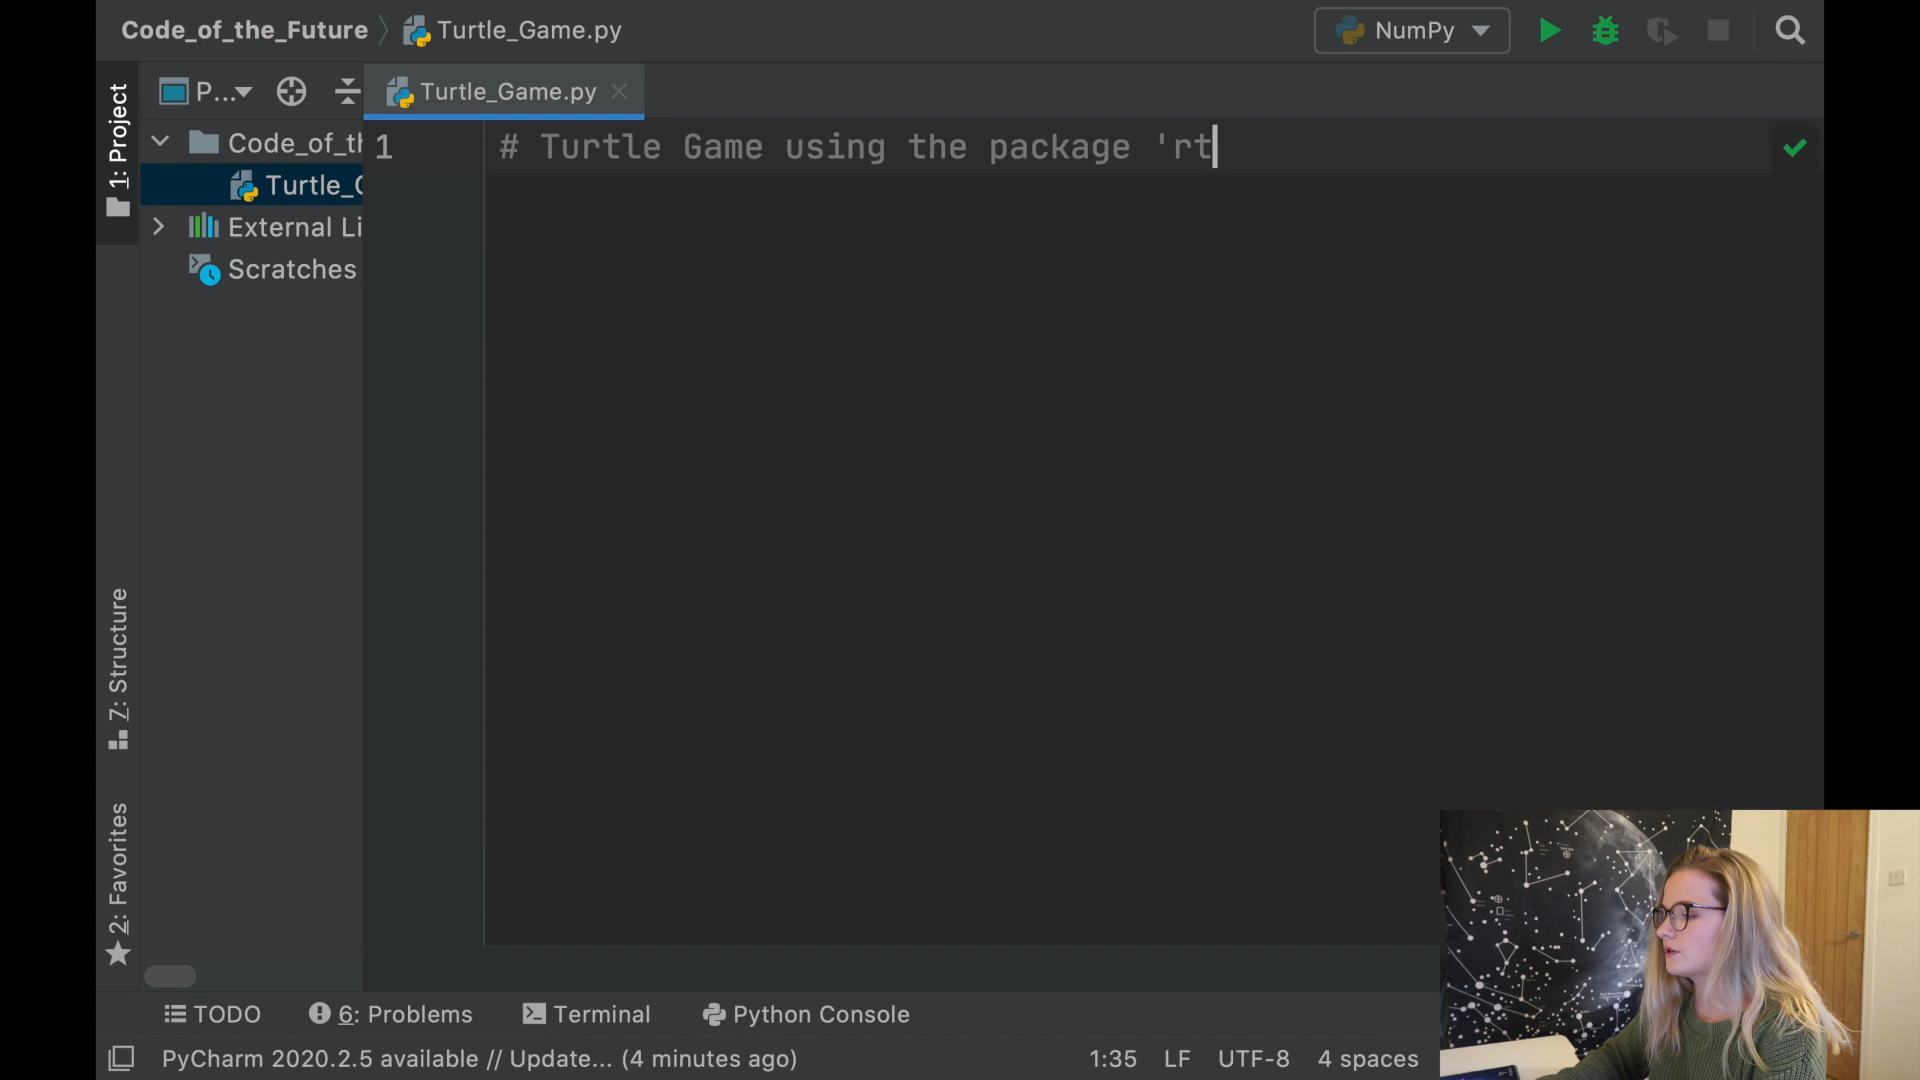 Code_of_the_Future
Turtle_Game.py
NumPy
1: Project
P...
Turtle_Game.py
Code_of_th
Turtle_G
External Li
Scratches
1
# Turtle Game using the package 'rt
7: Structure
2: Favorites
TODO
6: Problems
Terminal
Python Console
PyCharm 2020.2.5 available // Update... (4 minutes ago)
1:35
LF
UTF-8
4 spaces